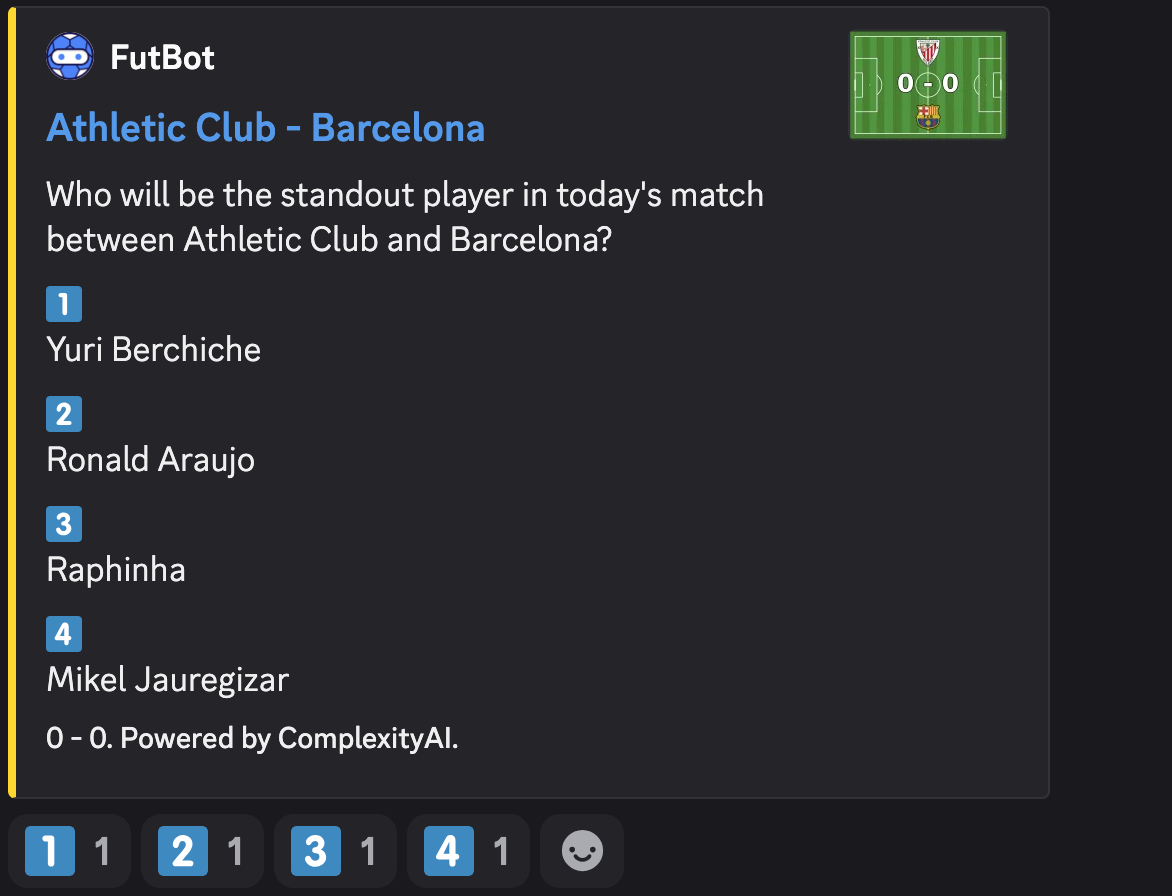 FutBot
0 - 0
Athletic Club - Barcelona
Who will be the standout player in today's match
between Athletic Club and Barcelona?
1
Yuri Berchiche
2
Ronald Araujo
3
Raphinha
4
Mikel Jauregizar
0 - 0. Powered by ComplexityAI.
1 1 2 1 3 1 4 1